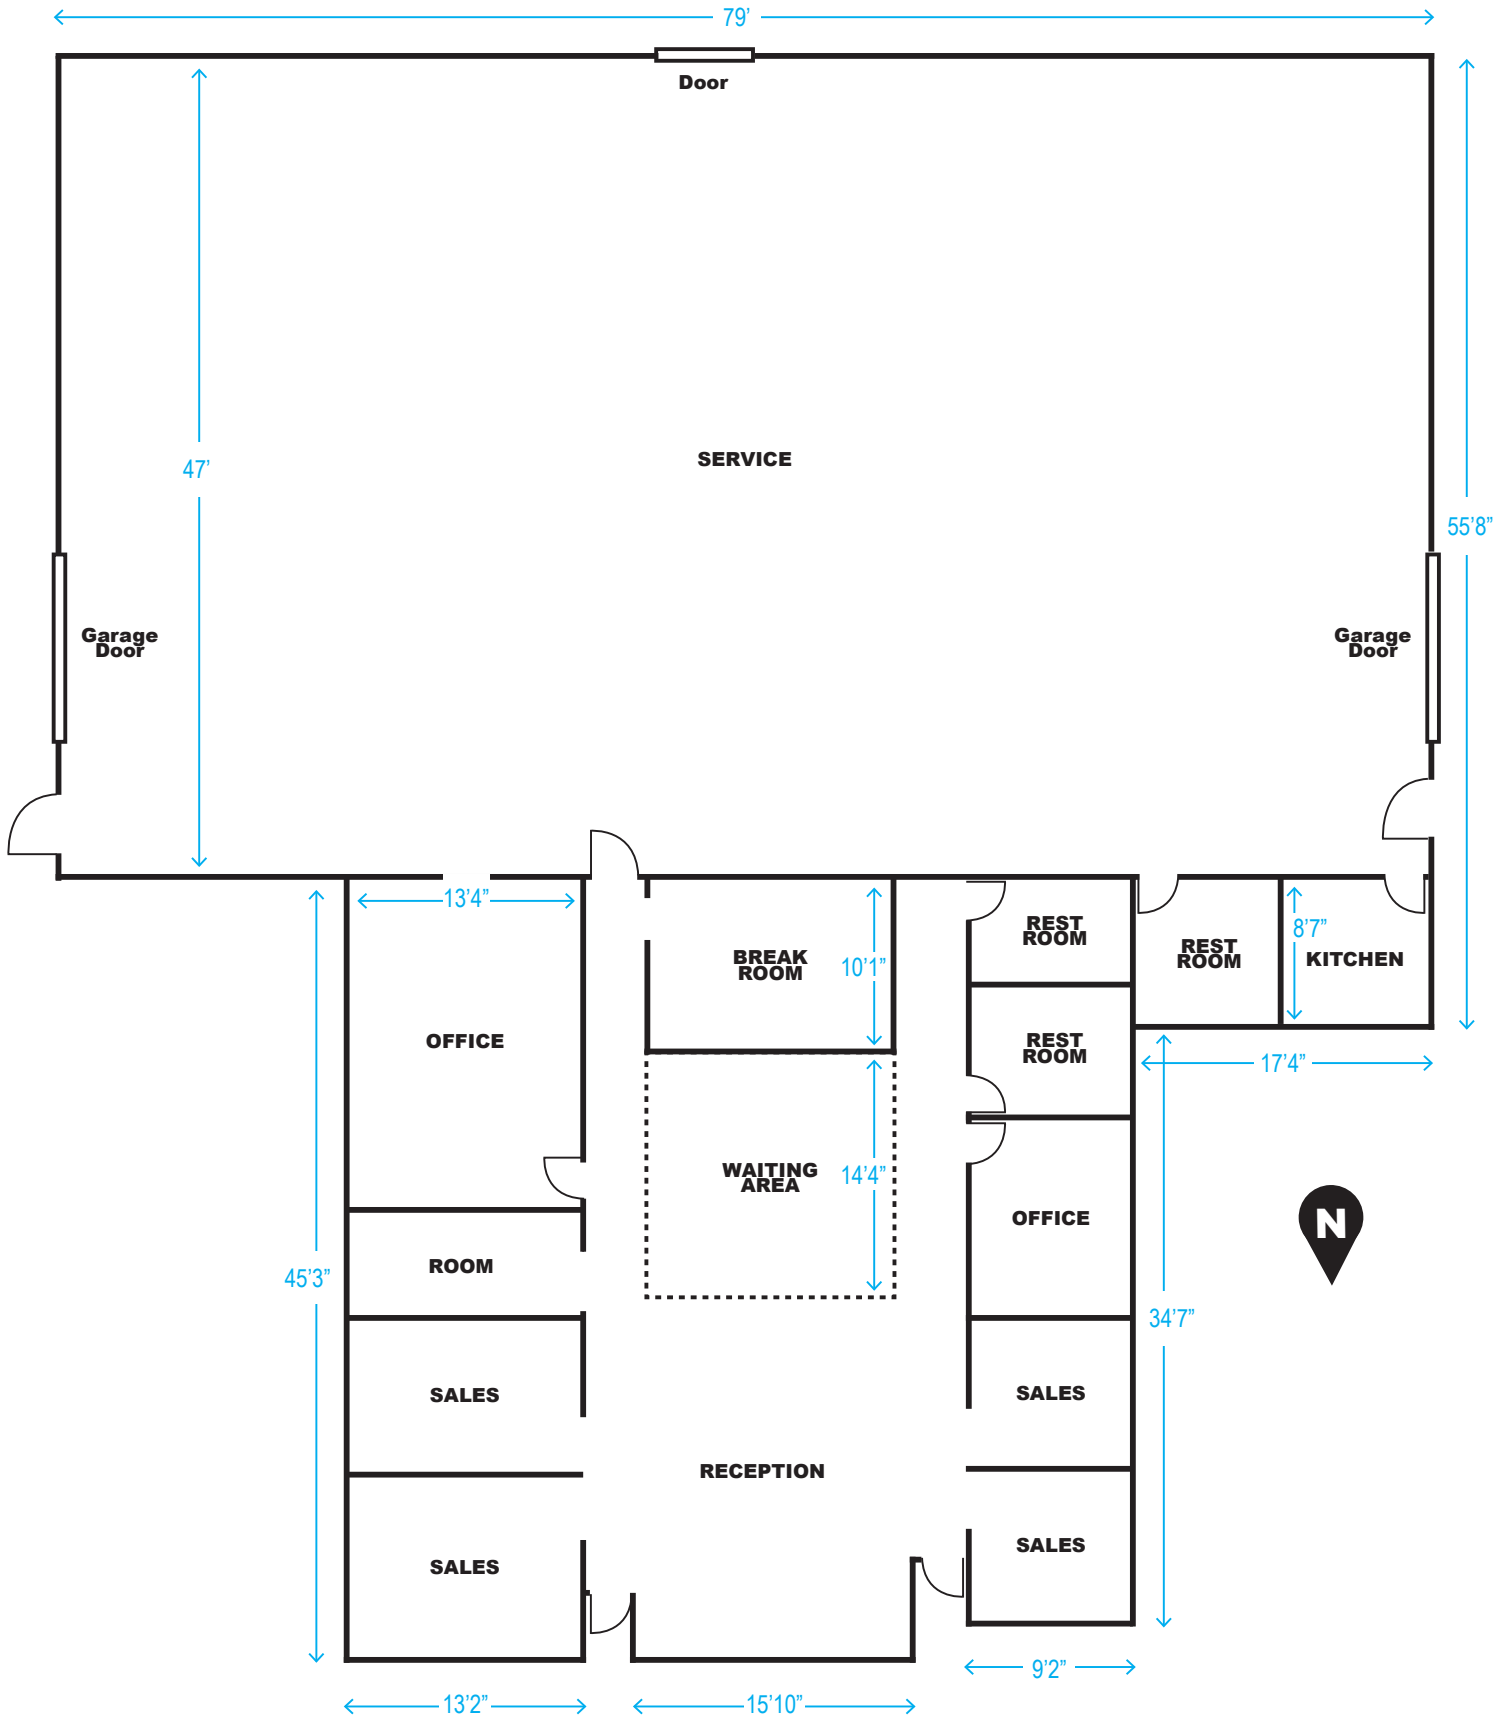 79’
Door
47’
SERVICE
55’8”
Garage
Door
Garage
Door
13’4”
BREAK
ROOM
10’1”
REST
ROOM
REST
ROOM
8’7”
KITCHEN
OFFICE
REST
ROOM
17’4”
WAITING
AREA
14’4”
OFFICE
N
ROOM
45’3”
34’7”
SALES
SALES
RECEPTION
SALES
SALES
9’2”
13’2”
15’10”